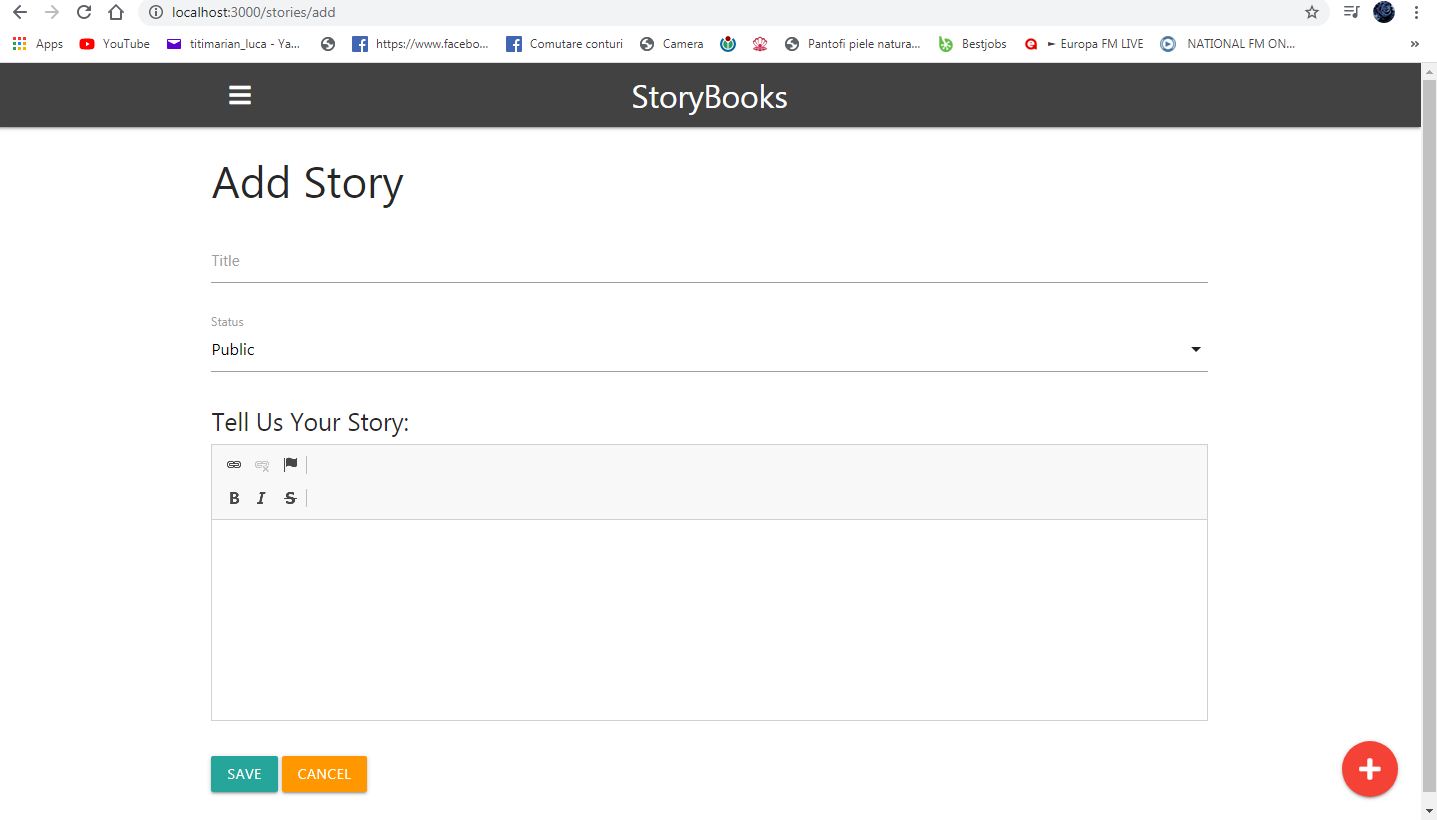 localhost:3000/stories/add
Apps YouTube titimarian_luca - Ya... https://www.facebo... Comutare conturi Camera Pantofi piele natura... Bestjobs ► Europa FM LIVE NATIONAL FM ON... »
StoryBooks
Add Story
Title
Status
Public
Tell Us Your Story:
B I S
SAVE CANCEL